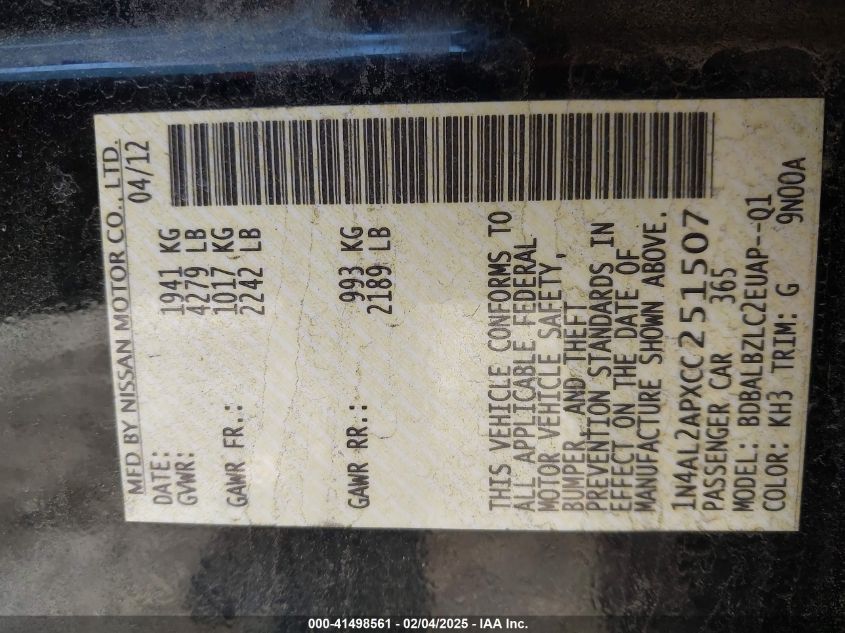 MFD BY NISSAN MOTOR CO., LTD.
DATE: 04/12
GVWR: 1941 KG
4279 LB
GAWR FR.: 1017 KG
2242 LB
GAWR RR.: 993 KG
2189 LB
THIS VEHICLE CONFORMS TO
ALL APPLICABLE FEDERAL
MOTOR VEHICLE SAFETY,
BUMPER, AND THEFT
PREVENTION STANDARDS IN
EFFECT ON THE DATE OF
MANUFACTURE SHOWN ABOVE.
1N4AL2APXCC251507
PASSENGER CAR 365
MODEL: BDBALBZLC2EUAP--Q1
COLOR: KH3 TRIM: G 9N00A
000-41498561 - 02/04/2025 - IAA Inc.